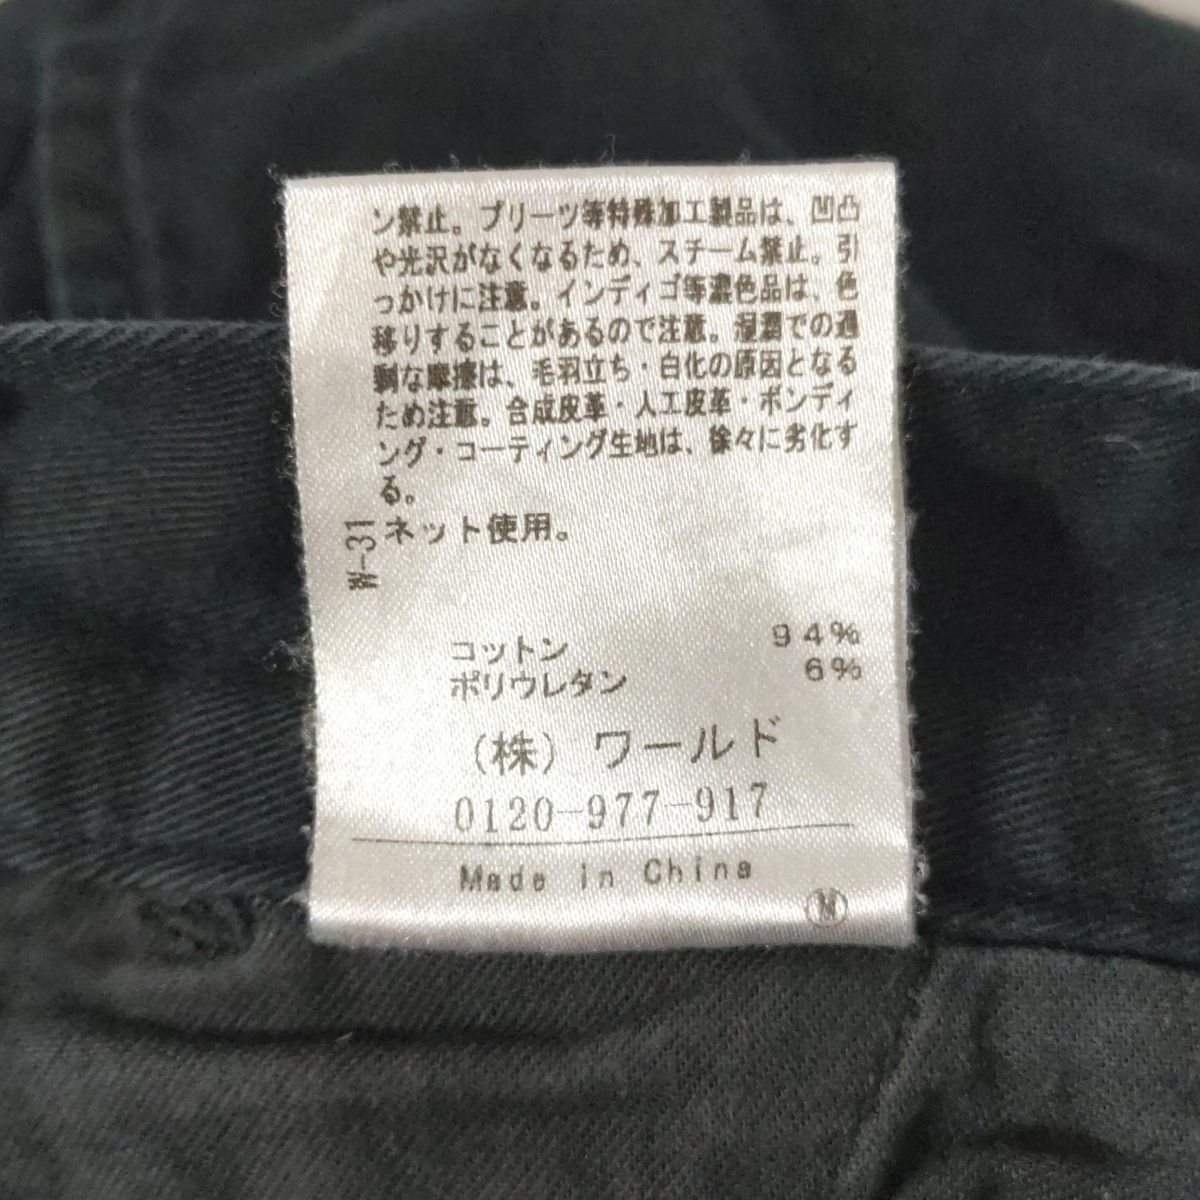 ン禁止。プリーツ等特殊加工製品は、凹凸
や光沢がなくなるため、スチーム禁止。引
っかけに注意。インディゴ等濃色品は、色
移りすることがあるので注意。湿潤での過
剰な摩擦は、毛羽立ち・白化の原因となる
ため注意。合成皮革・人工皮革・ボンディ
ング・コーティング生地は、徐々に劣化す
る。
ネット使用。
W-31
コットン 94%
ポリウレタン 6%
(株) ワールド
0120-977-917
Made in China
M